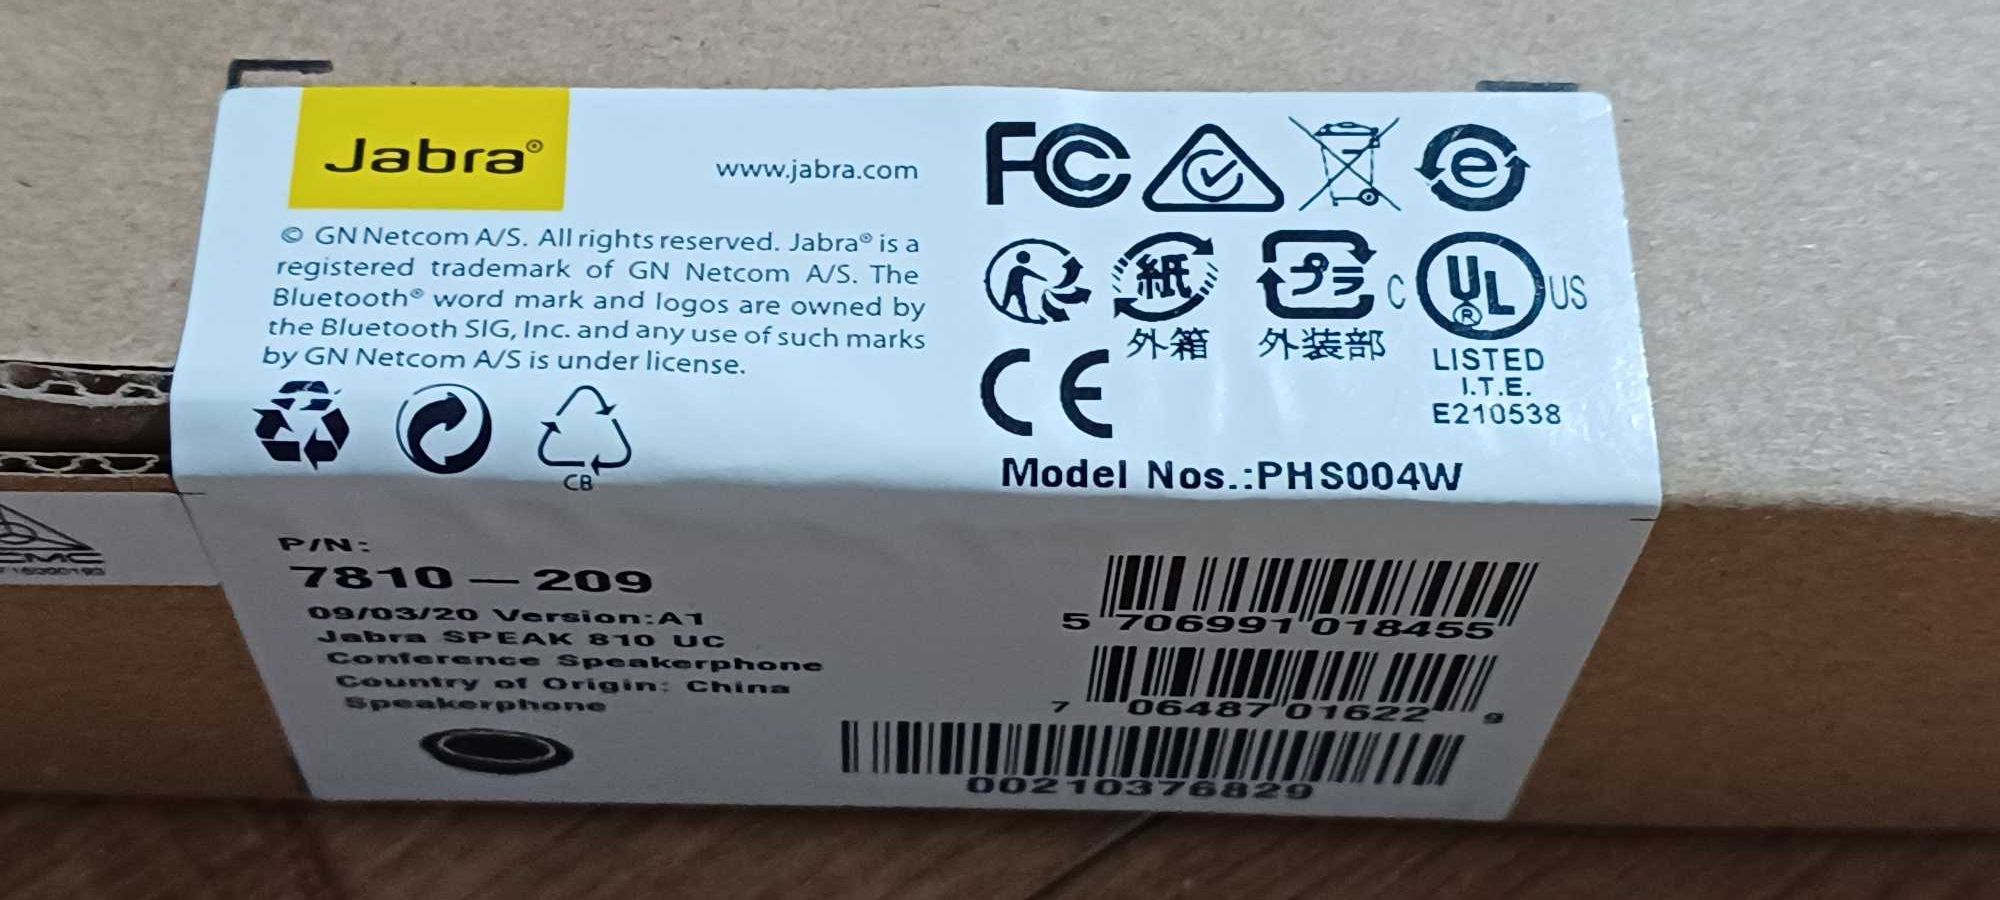 Jabra®
www.jabra.com
© GN Netcom A/S. All rights reserved. Jabra® is a
registered trademark of GN Netcom A/S. The
Bluetooth® word mark and logos are owned by
the Bluetooth SIG, Inc. and any use of such marks
by GN Netcom A/S is under license.
CB
FC
e
紙
外箱
プラ
外装部
C UL® US
LISTED
I.T.E.
E210538
CE
Model Nos.:PHS004W
P/N:
7810-209
09/03/20 Version:A1
Jabra SPEAK 810 UC
Conference Speakerphone
Country of Origin: China
Speakerphone
5 706991 018455
7 06487 01622 9
00210376829